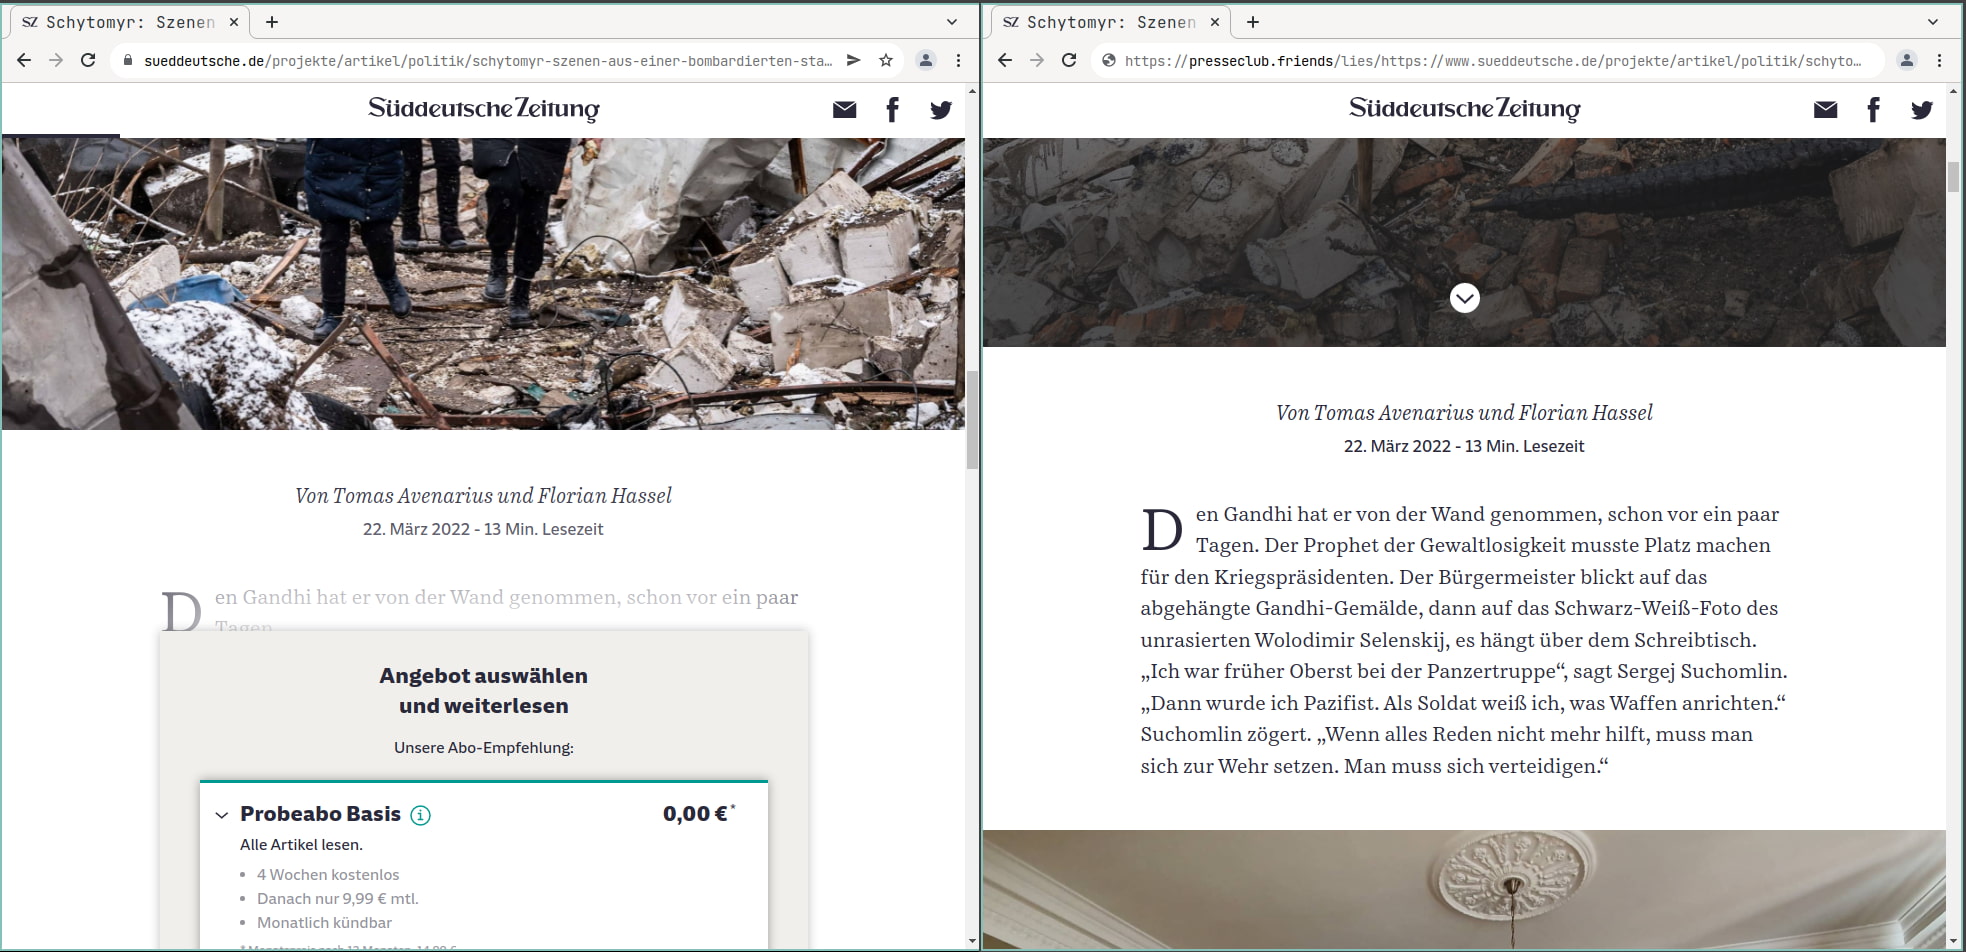 SZ Schytomyr: Szenen
sueddeutsche.de/projekte/artikel/politik/schytomyr-szenen-aus-einer-bombardierten-sta…
Süddeutsche Zeitung
Von Tomas Avenarius und Florian Hassel
22. März 2022 - 13 Min. Lesezeit
Den Gandhi hat er von der Wand genommen, schon vor ein paar
Tagen.
Angebot auswählen
und weiterlesen
Unsere Abo-Empfehlung:
Probeabo Basis 0,00 €*
Alle Artikel lesen.
• 4 Wochen kostenlos
• Danach nur 9,99 € mtl.
• Monatlich kündbar
SZ Schytomyr: Szenen
https://presseclub.friends/lies/https://www.sueddeutsche.de/projekte/artikel/politik/schyto…
Süddeutsche Zeitung
Von Tomas Avenarius und Florian Hassel
22. März 2022 - 13 Min. Lesezeit
Den Gandhi hat er von der Wand genommen, schon vor ein paar
Tagen. Der Prophet der Gewaltlosigkeit musste Platz machen
für den Kriegspräsidenten. Der Bürgermeister blickt auf das
abgehängte Gandhi-Gemälde, dann auf das Schwarz-Weiß-Foto des
unrasierten Wolodimir Selenskij, es hängt über dem Schreibtisch.
„Ich war früher Oberst bei der Panzertruppe“, sagt Sergej Suchomlin.
„Dann wurde ich Pazifist. Als Soldat weiß ich, was Waffen anrichten.“
Suchomlin zögert. „Wenn alles Reden nicht mehr hilft, muss man
sich zur Wehr setzen. Man muss sich verteidigen.“